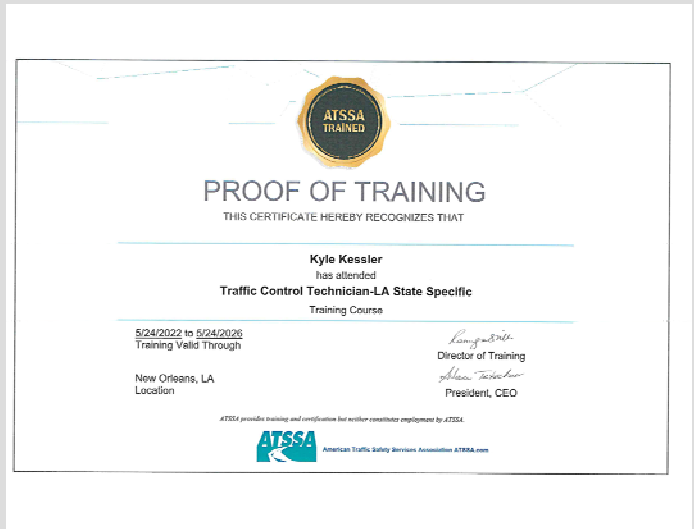 ATSSA
TRAINED
PROOF OF TRAINING
THIS CERTIFICATE HEREBY RECOGNIZES THAT
Kyle Kessler
has attended
Traffic Control Technician-LA State Specific
Training Course
5/24/2022 to 5/24/2026
Training Valid Through
Director of Training
New Orleans, LA
Location
President, CEO
ATSSA provides training and certification but neither constitutes employment by ATSSA.
ATSSA
American Traffic Safety Services Association ATSSA.com